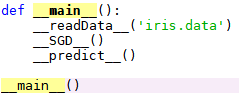 def __main__():
    __readData__('iris.data')
    __SGD__()
    __predict__()
__main__()